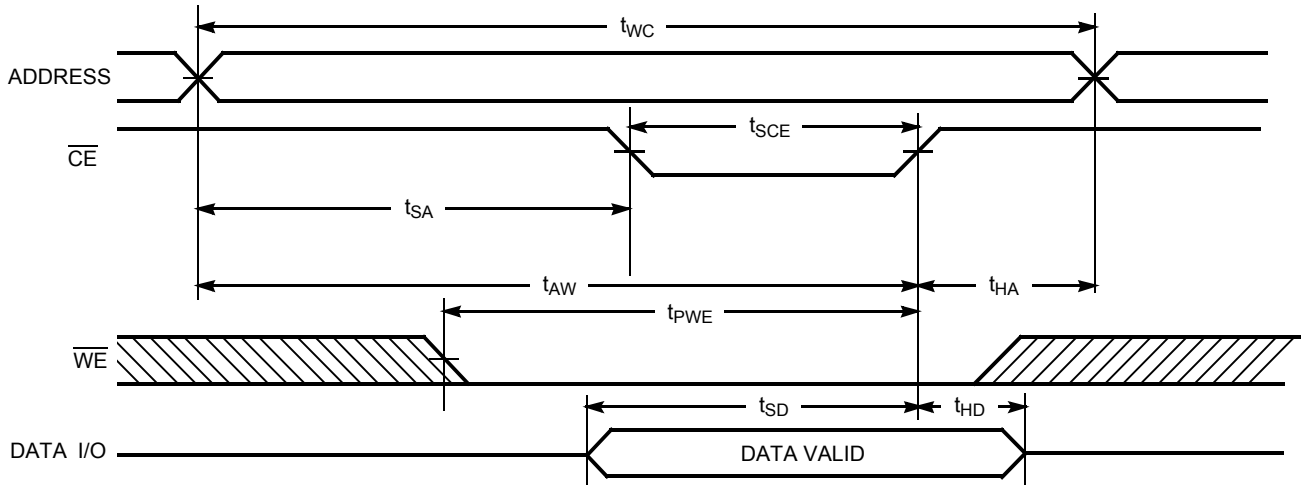 tWC
ADDRESS
tSCE
CE
tSA
tAW
tHA
tPWE
WE
tSD
tHD
DATA I/O
DATA VALID